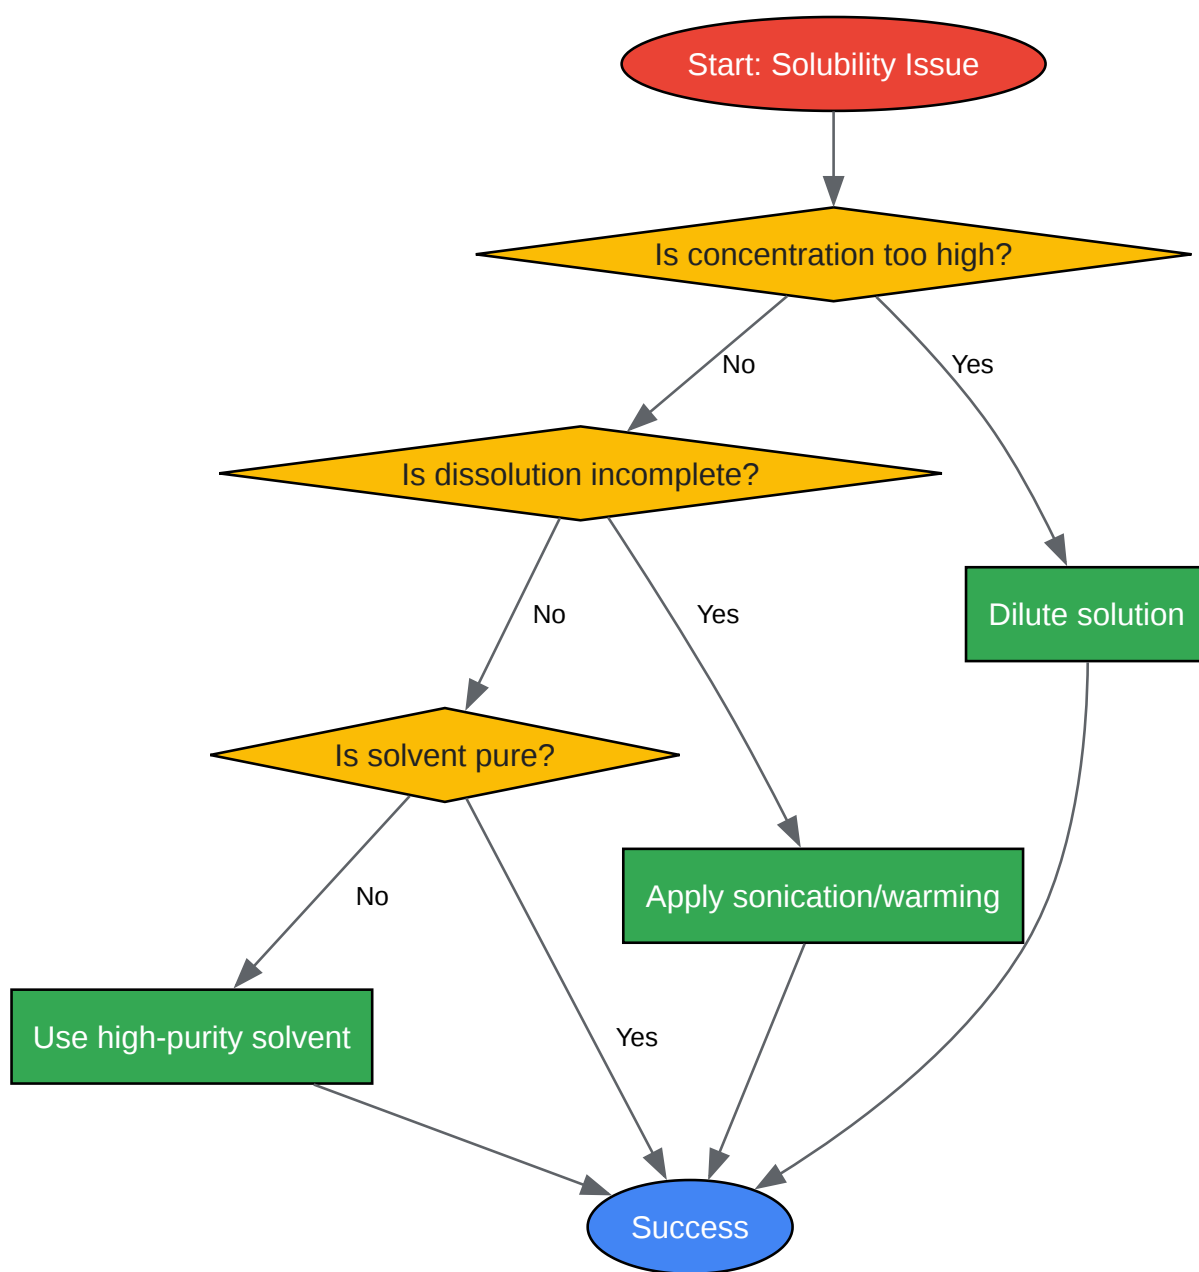 Start: Solubility Issue
Is concentration too high?
No
Yes
Is dissolution incomplete?
No
Yes
Dilute solution
Is solvent pure?
No
Apply sonication/warming
Use high-purity solvent
Yes
Success